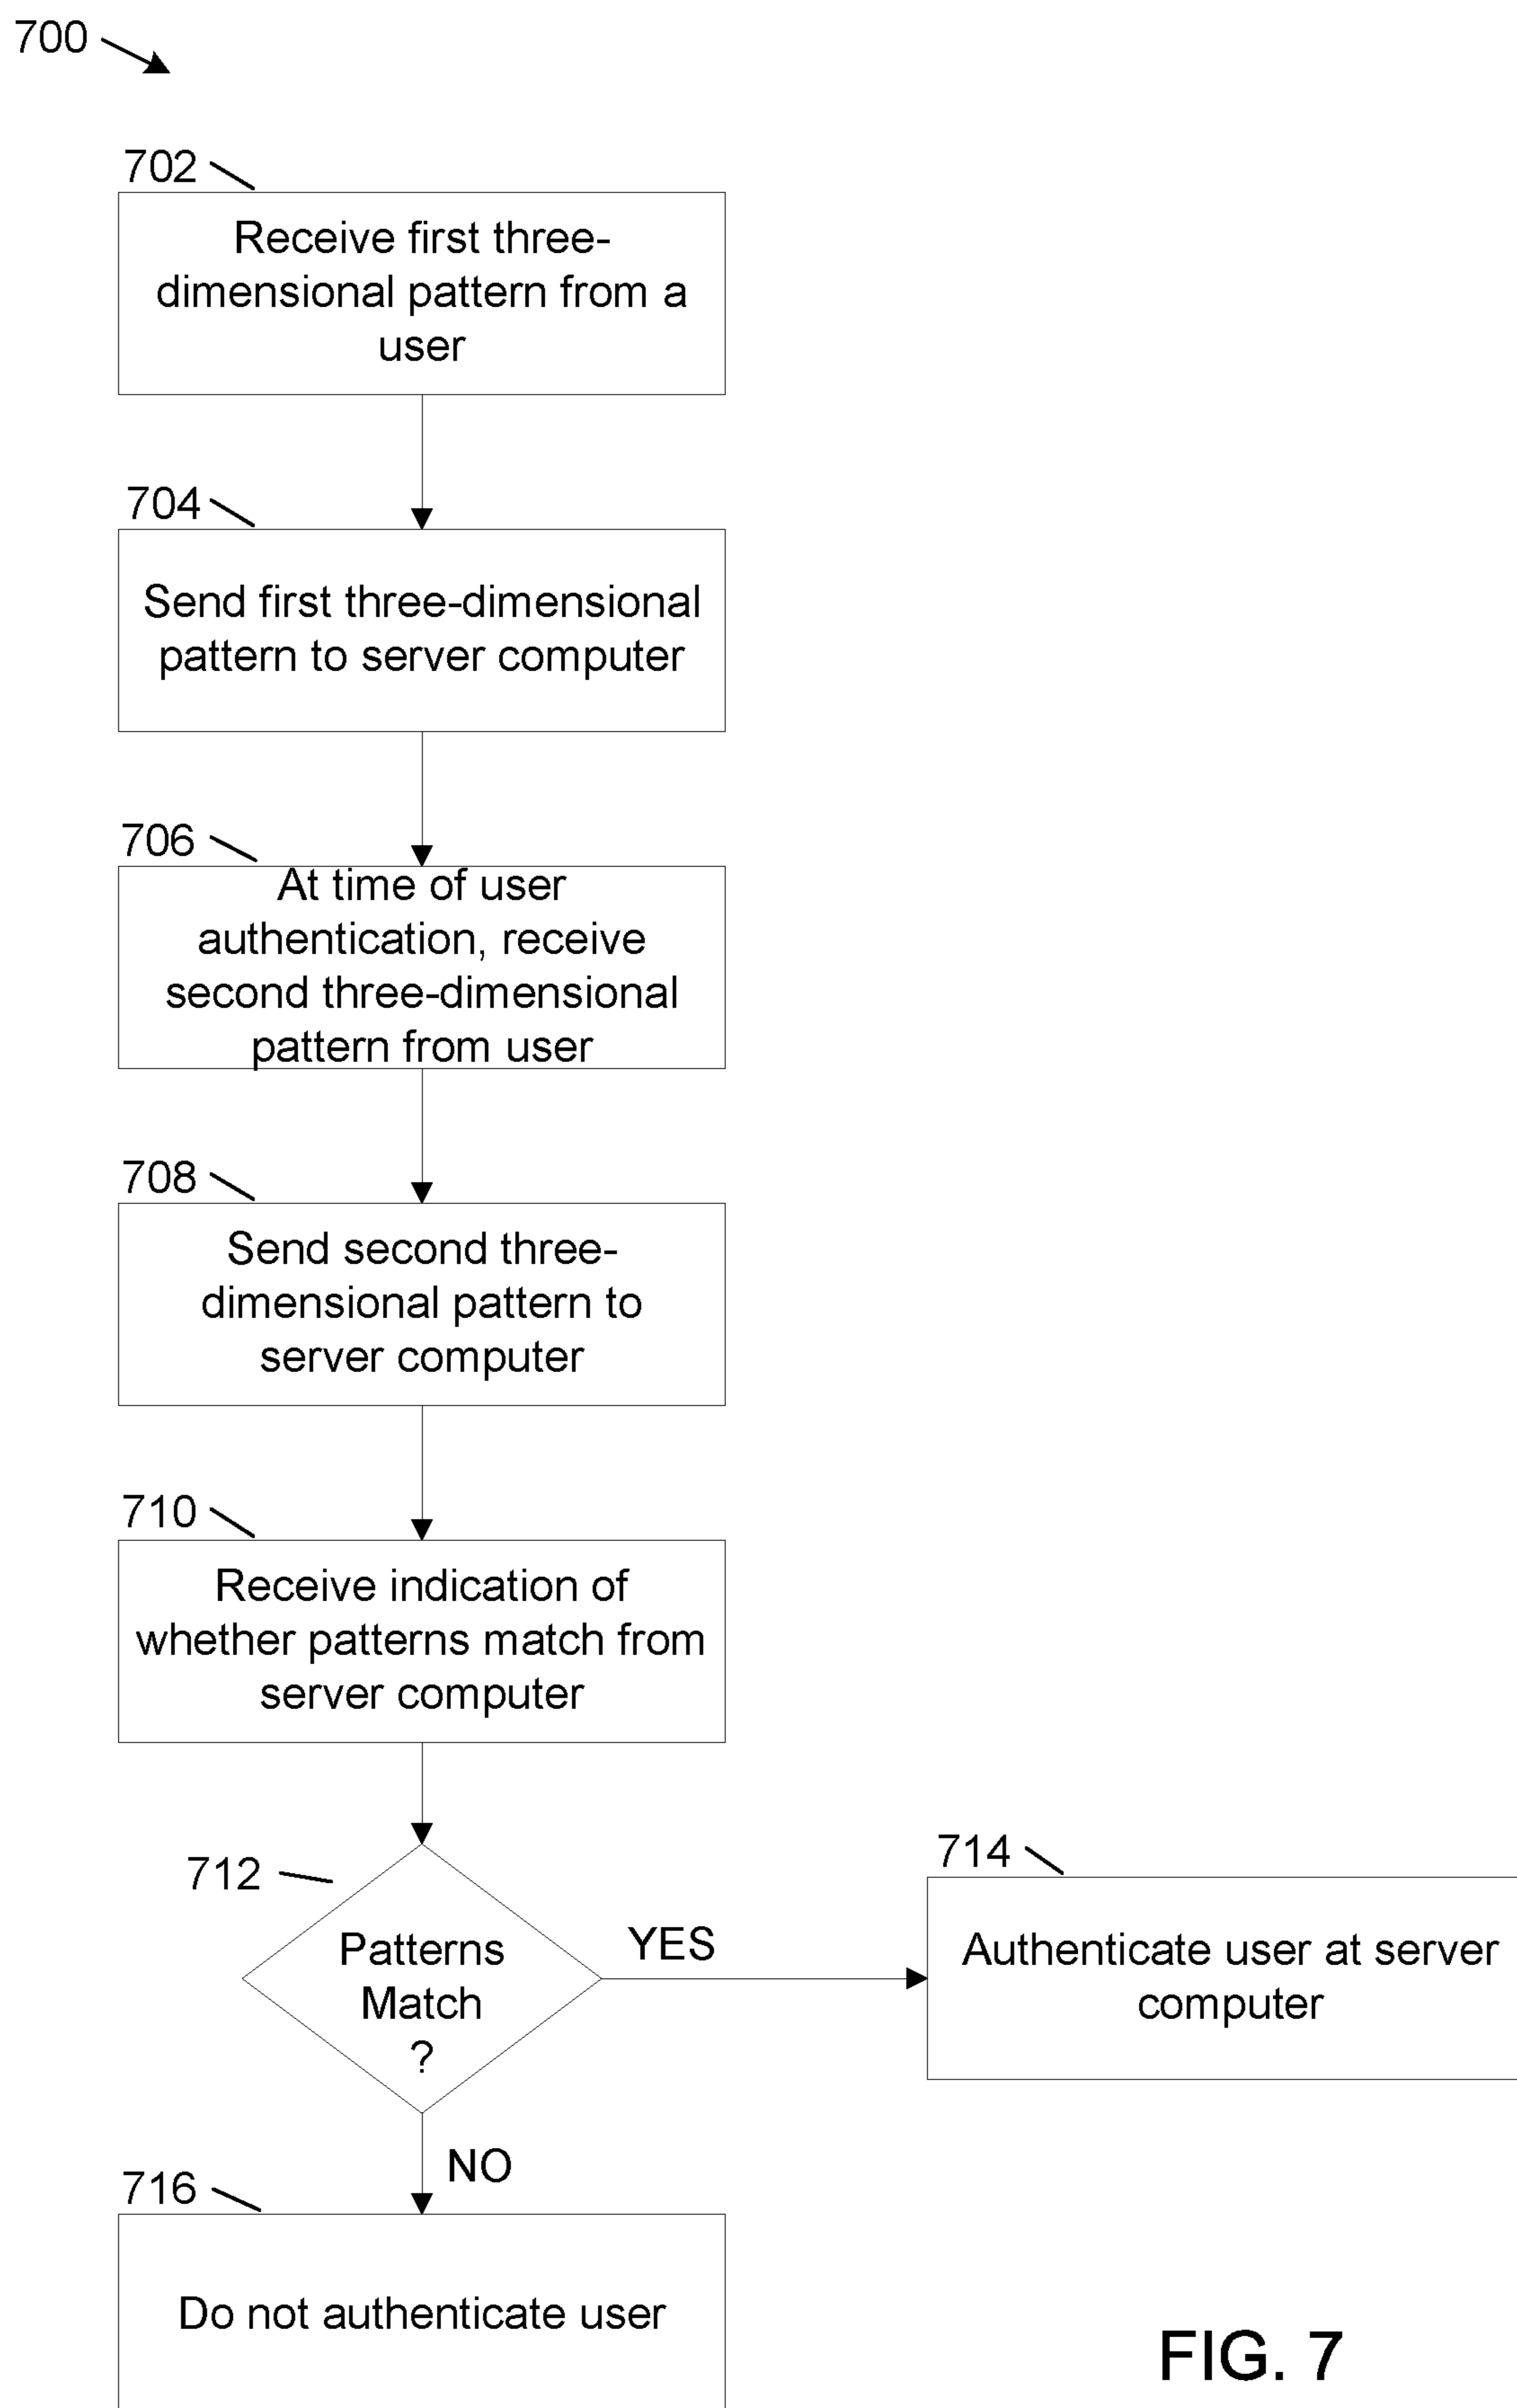 700
702
Receive first three-
dimensional pattern from a
user
704
Send first three-dimensional
pattern to server computer
706
At time of user
authentication, receive
second three-dimensional
pattern from user
708
Send second three-
dimensional pattern to
server computer
710
Receive indication of
whether patterns match from
server computer
712
Patterns
Match
?
YES
714
Authenticate user at server
computer
NO
716
Do not authenticate user
FIG. 7